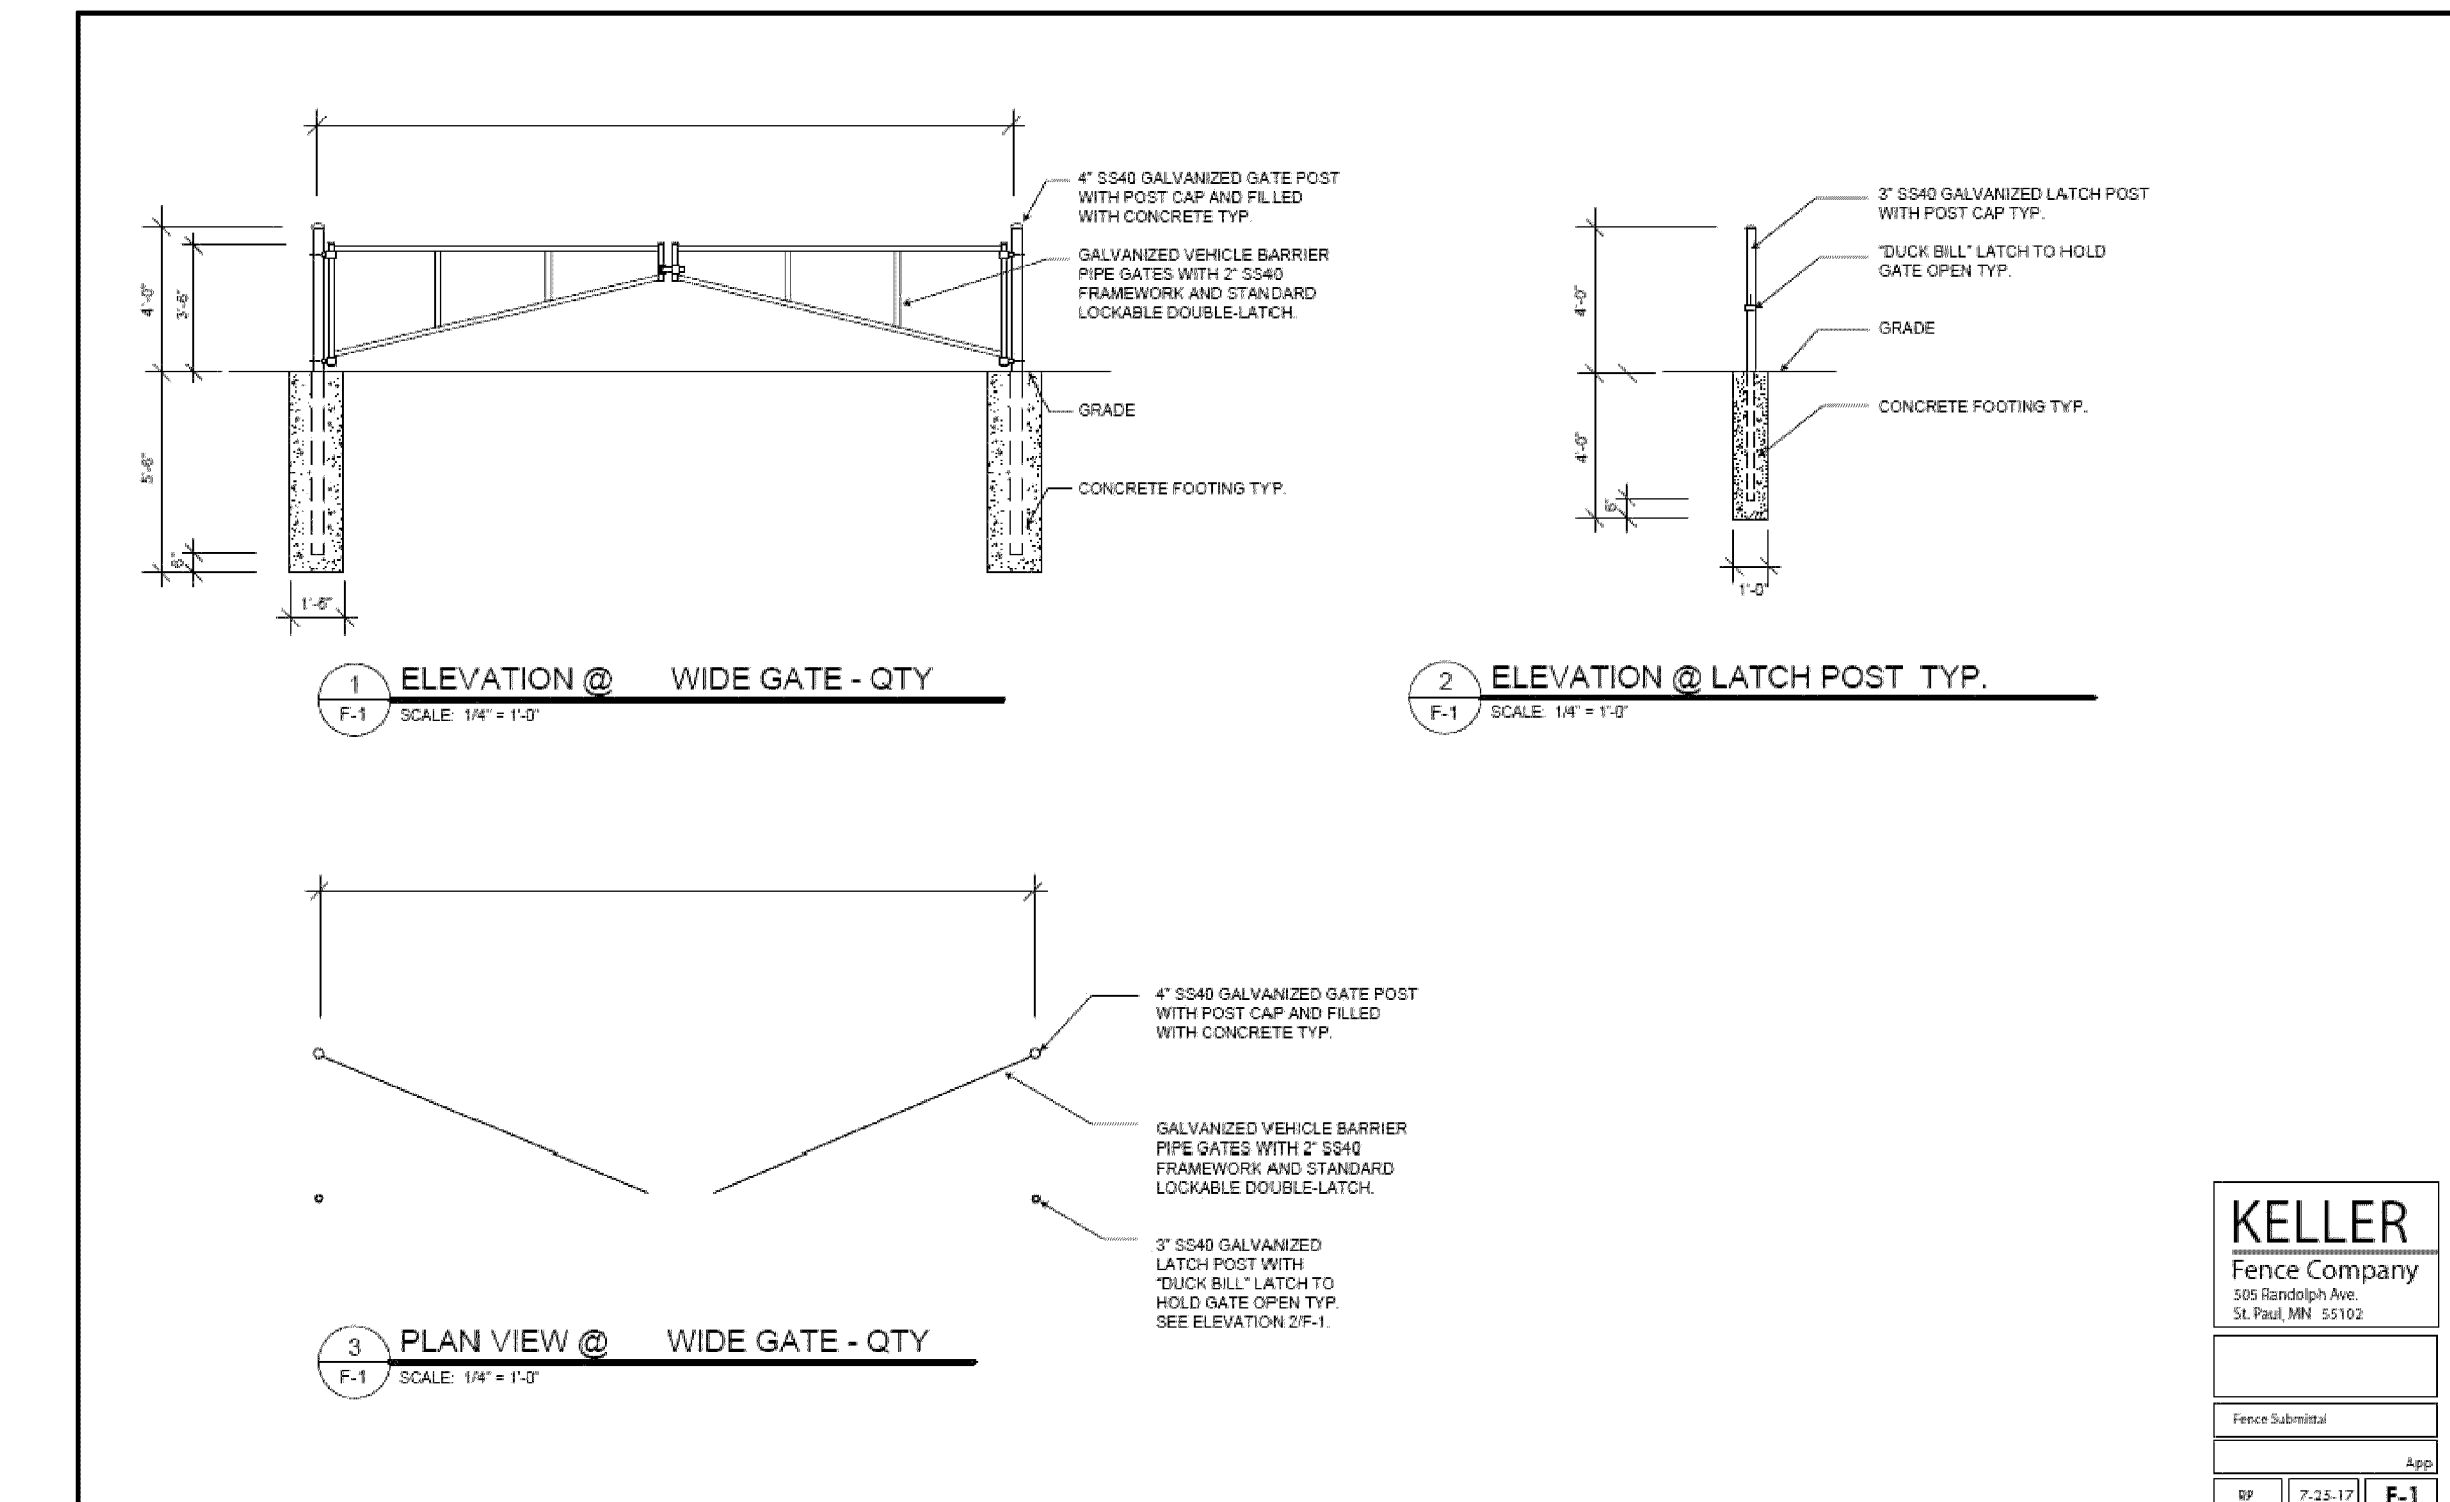 4" SS40 GALVANIZED GATE POST
WITH POST CAP AND FILLED
WITH CONCRETE TYP.
GALVANIZED VEHICLE BARRIER
PIPE GATES WITH 2" SS40
FRAMEWORK AND STANDARD
LOCKABLE DOUBLE-LATCH.
4'-0"
3'-6"
GRADE
5'-6"
CONCRETE FOOTING TYP.
6"
1'-6"
1
F-1
ELEVATION @ WIDE GATE - QTY
SCALE: 1/4" = 1'-0"
3" SS40 GALVANIZED LATCH POST
WITH POST CAP TYP.
"DUCK BILL" LATCH TO HOLD
GATE OPEN TYP.
4'-0"
GRADE
CONCRETE FOOTING TYP.
4'-0"
6"
1'-0"
2
F-1
ELEVATION @ LATCH POST TYP.
SCALE: 1/4" = 1'-0"
4" SS40 GALVANIZED GATE POST
WITH POST CAP AND FILLED
WITH CONCRETE TYP.
GALVANIZED VEHICLE BARRIER
PIPE GATES WITH 2" SS40
FRAMEWORK AND STANDARD
LOCKABLE DOUBLE-LATCH.
3" SS40 GALVANIZED
LATCH POST WITH
"DUCK BILL" LATCH TO
HOLD GATE OPEN TYP.
SEE ELEVATION 2/F-1.
3
F-1
PLAN VIEW @ WIDE GATE - QTY
SCALE: 1/4" = 1'-0"
KELLER
Fence Company
505 Randolph Ave.
St. Paul, MN 55102
Fence Submittal
App
RP
7-25-17
F-1